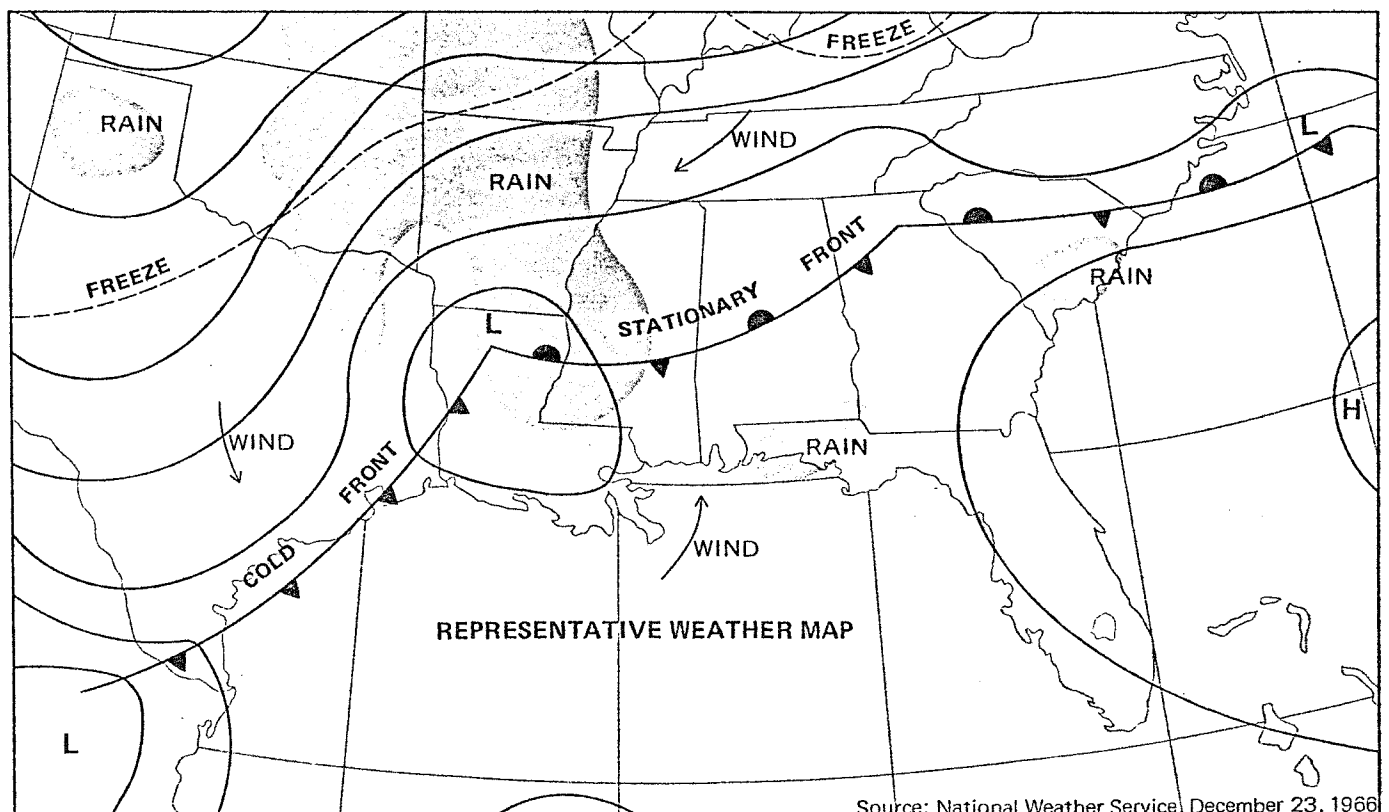 FREEZE
RAIN
WIND
L
RAIN
FREEZE
STATIONARY FRONT
RAIN
L
H
WIND
RAIN
COLD FRONT
WIND
REPRESENTATIVE WEATHER MAP
L
Source: National Weather Service, December 23, 1966